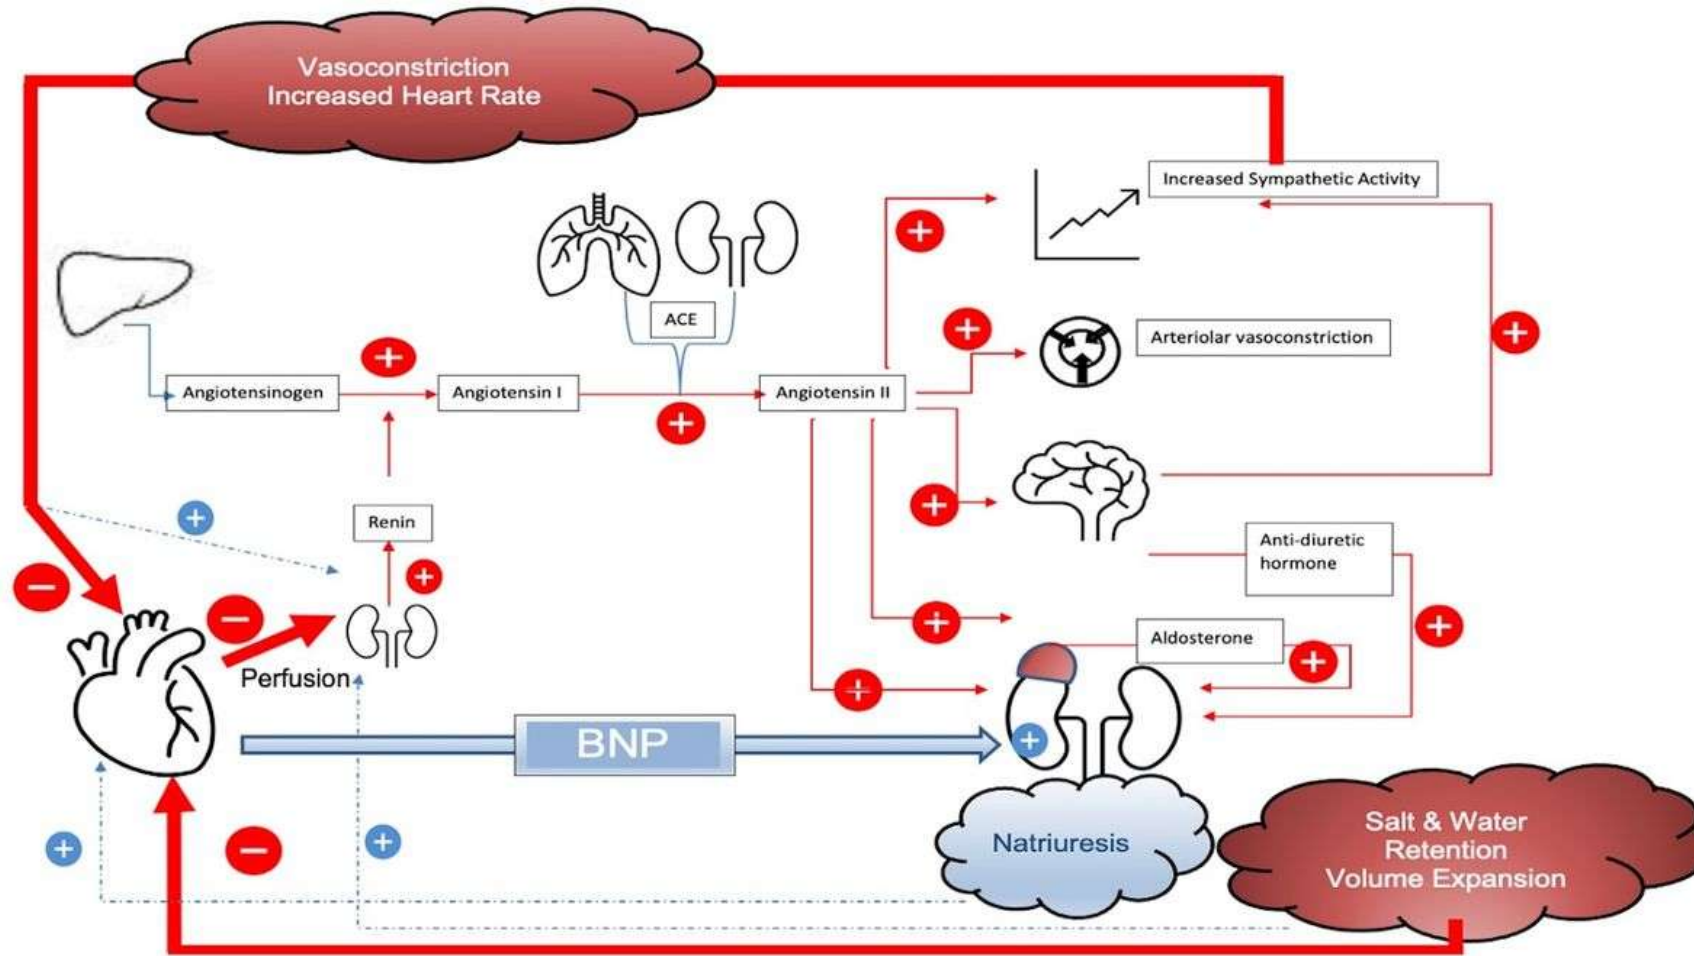 Vasoconstriction
Increased Heart Rate
Increased Sympathetic Activity
ACE
Arteriolar vasoconstriction
Angiotensinogen
Angiotensin I
Angiotensin II
Renin
Anti-diuretic
hormone
Aldosterone
Perfusion
BNP
Natriuresis
Salt & Water
Retention
Volume Expansion